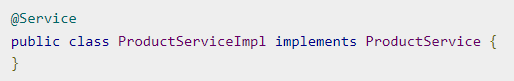 @Service
public class ProductServiceImpl implements ProductService {
}